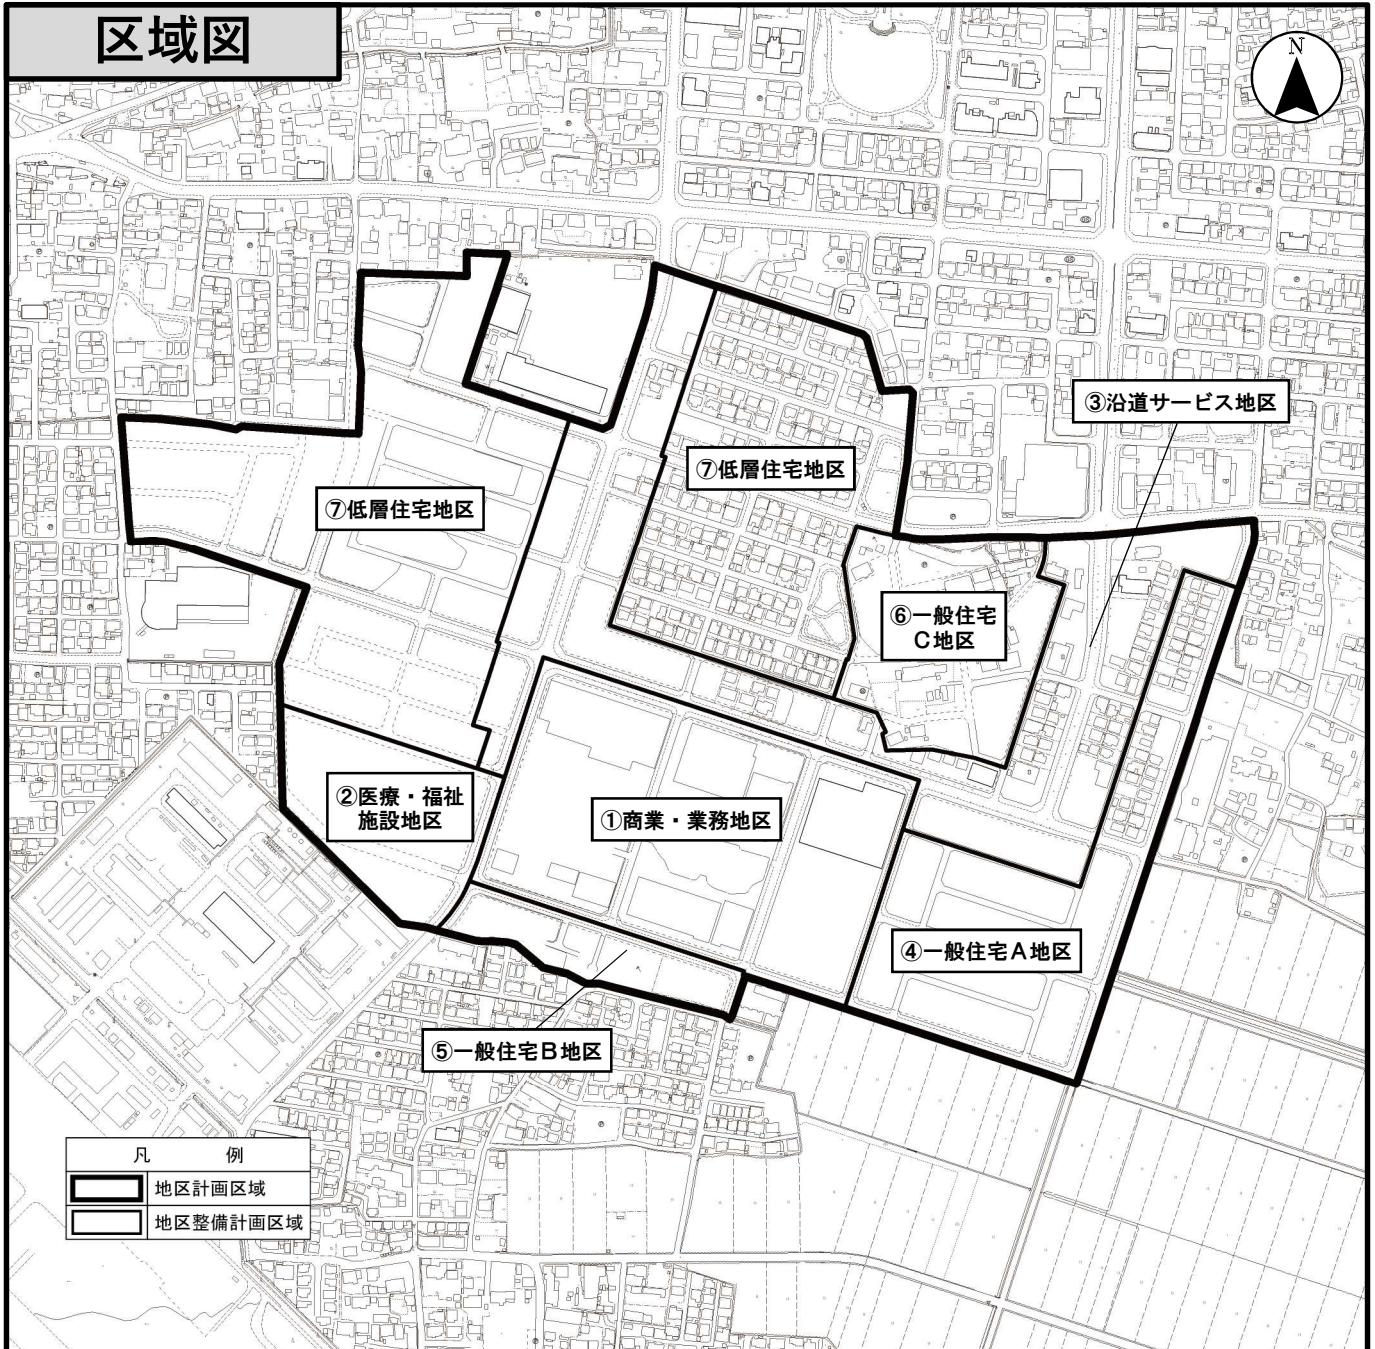 区域図
N
③沿道サービス地区
⑦低層住宅地区
⑦低層住宅地区
⑥一般住宅
C地区
②医療・福祉
施設地区
①商業・業務地区
④一般住宅A地区
⑤一般住宅B地区
凡 例
地区計画区域
地区整備計画区域